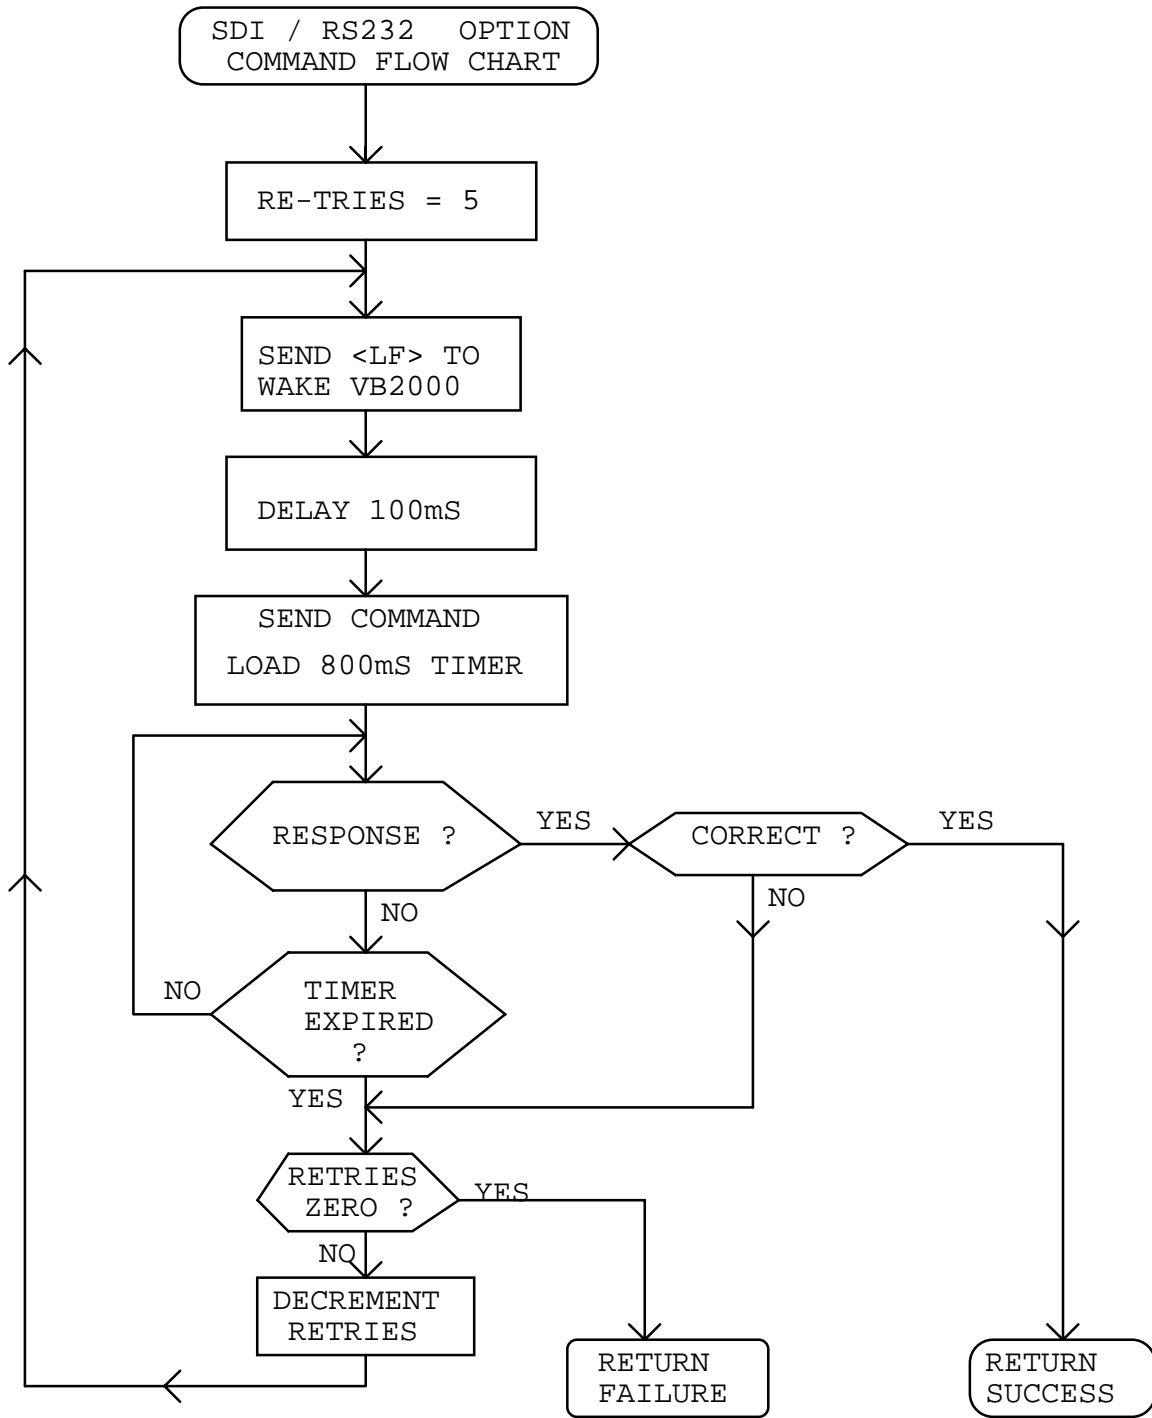 SDI / RS232 OPTION
COMMAND FLOW CHART
RE-TRIES = 5
SEND <LF> TO
WAKE VB2000
DELAY 100mS
SEND COMMAND
LOAD 800mS TIMER
RESPONSE ?
YES
CORRECT ?
YES
NO
NO
NO
TIMER
EXPIRED
?
YES
RETRIES
ZERO ?
YES
NO
DECREMENT
RETRIES
RETURN
FAILURE
RETURN
SUCCESS